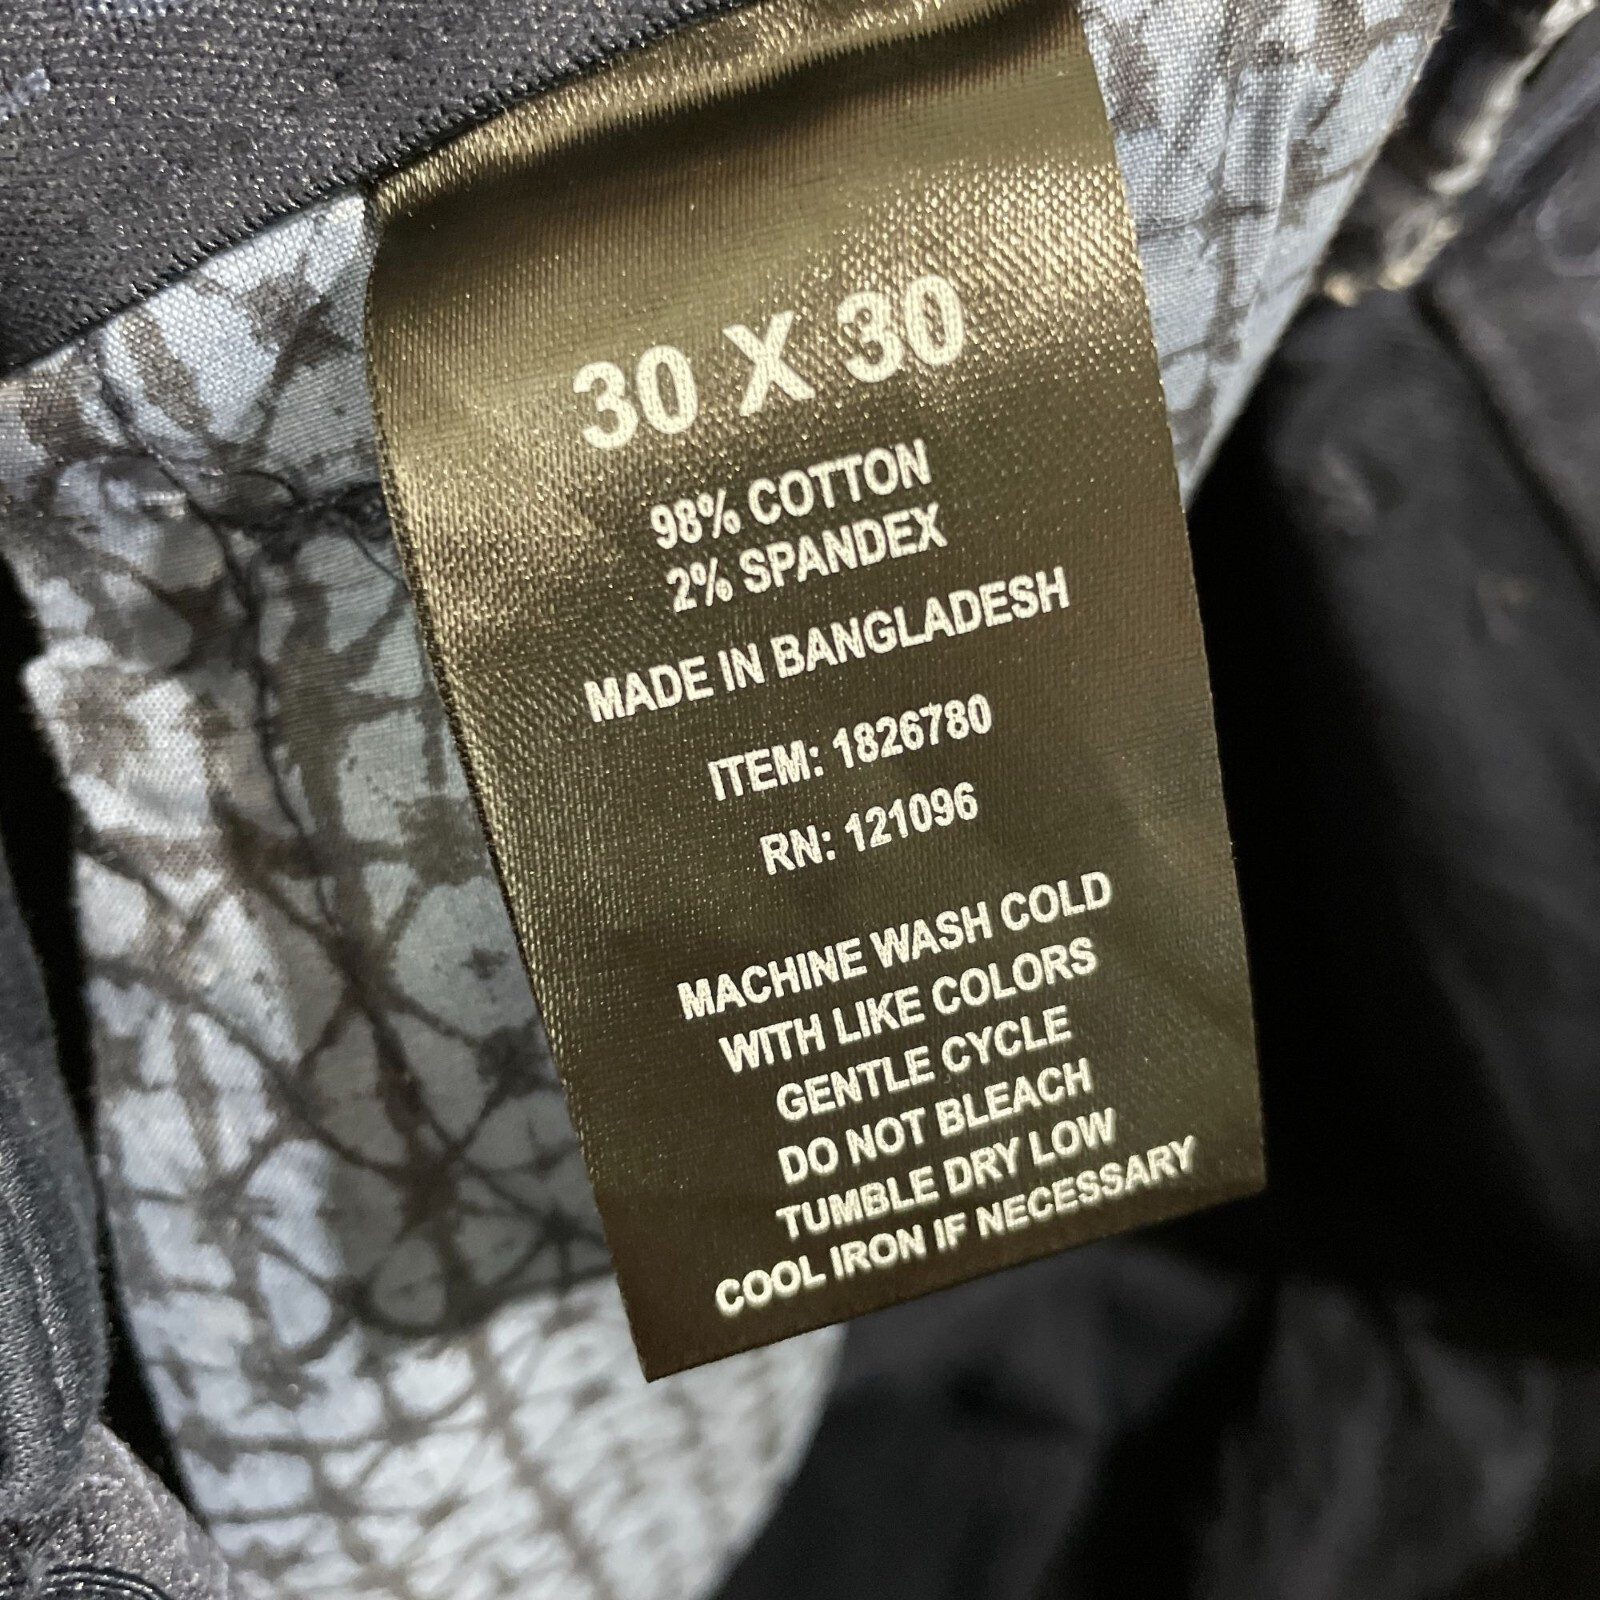 30 X 30
98% COTTON
2% SPANDEX
MADE IN BANGLADESH
ITEM: 1826780
RN: 121096
MACHINE WASH COLD
WITH LIKE COLORS
GENTLE CYCLE
DO NOT BLEACH
TUMBLE DRY LOW
COOL IRON IF NECESSARY